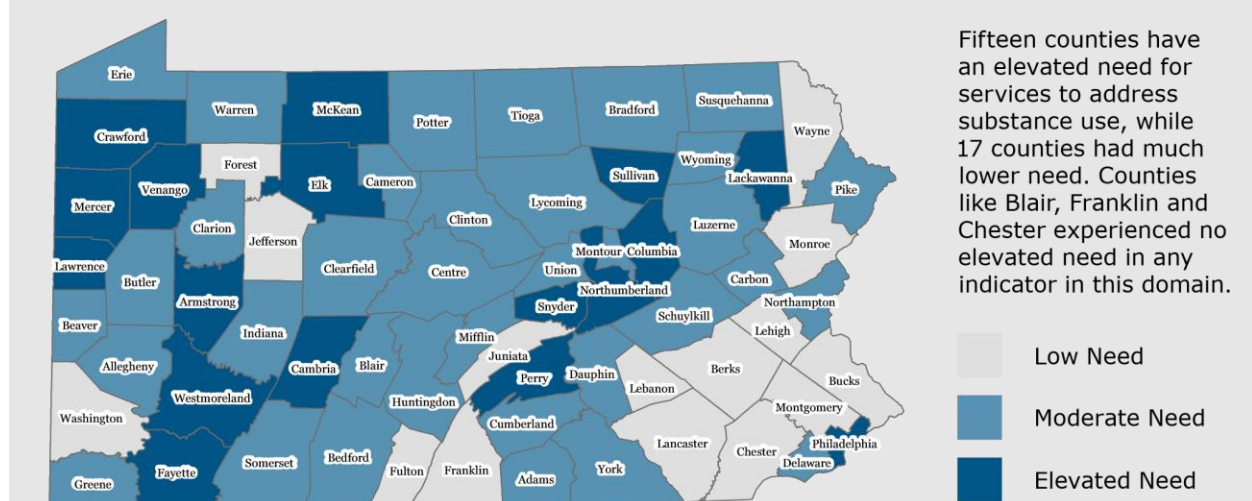 Erie
Warren
McKean
Potter
Tioga
Bradford
Susquehanna
Wayne
Crawford
Forest
Wyoming
Venango
Elk
Cameron
Sullivan
Lackawanna
Pike
Mercer
Lycoming
Clarion
Clinton
Luzerne
Jefferson
Monroe
Lawrence
Butler
Clearfield
Centre
Union
Montour
Columbia
Carbon
Armstrong
Snyder
Northumberland
Northampton
Beaver
Indiana
Schuylkill
Mifflin
Lehigh
Allegheny
Cambria
Blair
Juniata
Perry
Dauphin
Berks
Bucks
Westmoreland
Huntingdon
Lebanon
Montgomery
Washington
Cumberland
Lancaster
Chester
Philadelphia
Delaware
Greene
Fayette
Somerset
Bedford
Fulton
Franklin
Adams
York
Fifteen counties have
an elevated need for
services to address
substance use, while
17 counties had much
lower need. Counties
like Blair, Franklin and
Chester experienced no
elevated need in any
indicator in this domain.
Low Need
Moderate Need
Elevated Need